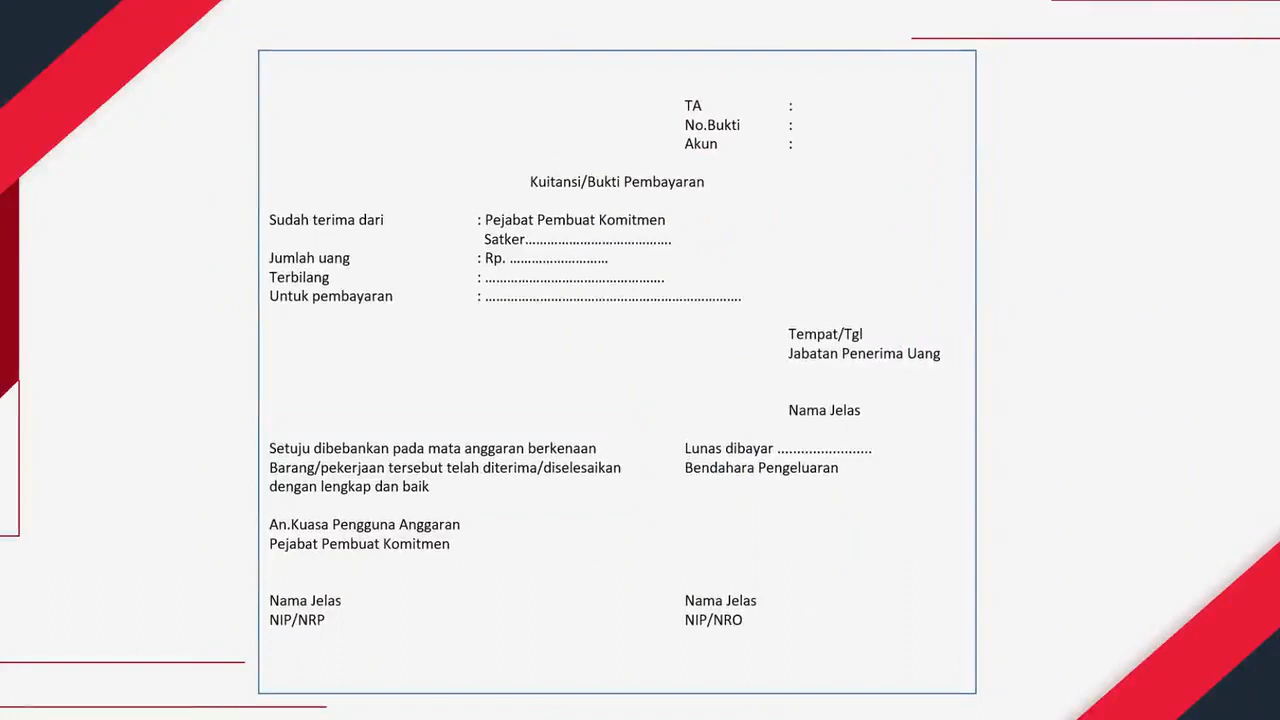 TA :
No.Bukti :
Akun :
Kuitansi/Bukti Pembayaran
Sudah terima dari : Pejabat Pembuat Komitmen
Satker………………………………….
Jumlah uang : Rp. ………………………
Terbilang : ………………………………………….
Untuk pembayaran : …………………………………………………………….
Tempat/Tgl
Jabatan Penerima Uang
Nama Jelas
Setuju dibebankan pada mata anggaran berkenaan Lunas dibayar ……………………..
Barang/pekerjaan tersebut telah diterima/diselesaikan Bendahara Pengeluaran
dengan lengkap dan baik
An.Kuasa Pengguna Anggaran
Pejabat Pembuat Komitmen
Nama Jelas Nama Jelas
NIP/NRP NIP/NRO